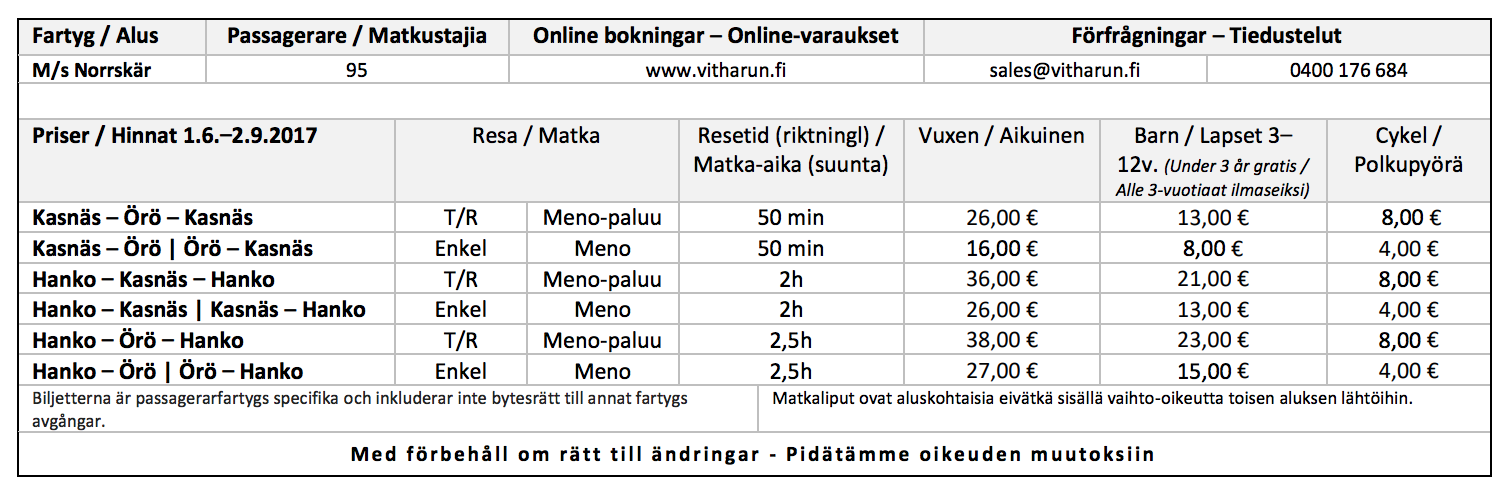 Fartyg / Alus Passagerare / Matkustajia Online bokningar – Online-varaukset Förfrågningar – Tiedustelut
M/s Norrskär 95 www.vitharun.fi sales@vitharun.fi 0400 176 684
Priser / Hinnat 1.6.–2.9.2017 Resa / Matka Resetid (riktningl) / Vuxen / Aikuinen Barn / Lapset 3– Cykel /
Matka-aika (suunta) 12v. (Under 3 år gratis / Polkupyörä
Alle 3-vuotiaat ilmaseiksi)
Kasnäs – Örö – Kasnäs T/R Meno-paluu 50 min 26,00 € 13,00 € 8,00 €
Kasnäs – Örö | Örö – Kasnäs Enkel Meno 50 min 16,00 € 8,00 € 4,00 €
Hanko – Kasnäs – Hanko T/R Meno-paluu 2h 36,00 € 21,00 € 8,00 €
Hanko – Kasnäs | Kasnäs – Hanko Enkel Meno 2h 26,00 € 13,00 € 4,00 €
Hanko – Örö – Hanko T/R Meno-paluu 2,5h 38,00 € 23,00 € 8,00 €
Hanko – Örö | Örö – Hanko Enkel Meno 2,5h 27,00 € 15,00 € 4,00 €
Biljetterna är passagerarfartygs specifika och inkluderar inte bytesrätt till annat fartygs
avgångar.
Matkaliput ovat aluskohtaisia eivätkä sisällä vaihto-oikeutta toisen aluksen lähtöihin.
Med förbehåll om rätt till ändringar - Pidätämme oikeuden muutoksiin